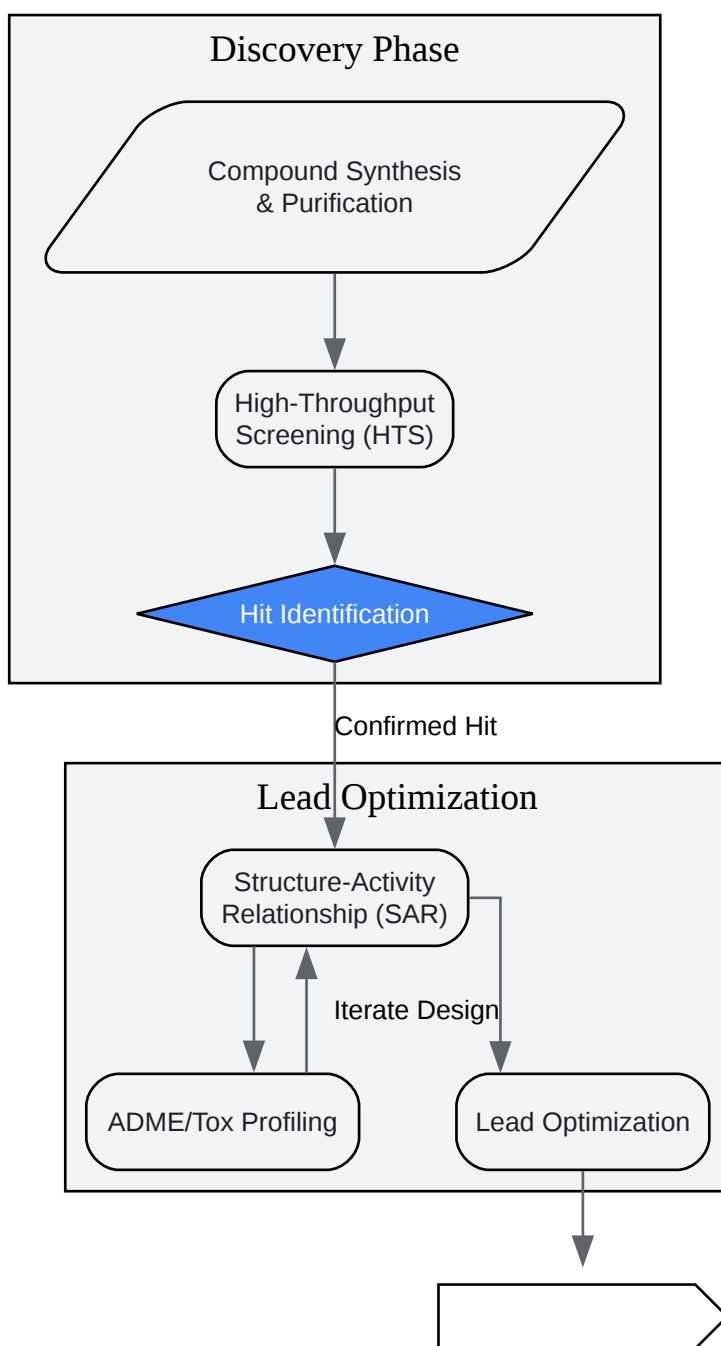 Discovery Phase
Compound Synthesis
& Purification
High-Throughput
Screening (HTS)
Hit Identification
Confirmed Hit
Lead Optimization
Structure-Activity
Relationship (SAR)
Iterate Design
ADME/Tox Profiling
Lead Optimization